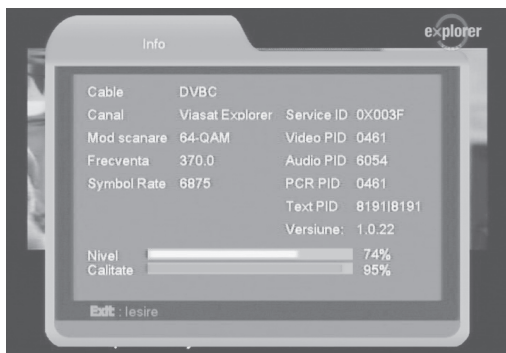 explorer
Info
Cable DVBC
Canal Viasat Explorer Service ID 0X003F
Mod scanare 64-QAM Video PID 0461
Frecventa 370.0 Audio PID 6054
Symbol Rate 6875 PCR PID 0461
Text PID 8191|8191
Versiune: 1.0.22
Nivel 74%
Calitate 95%
Exit : Iesire